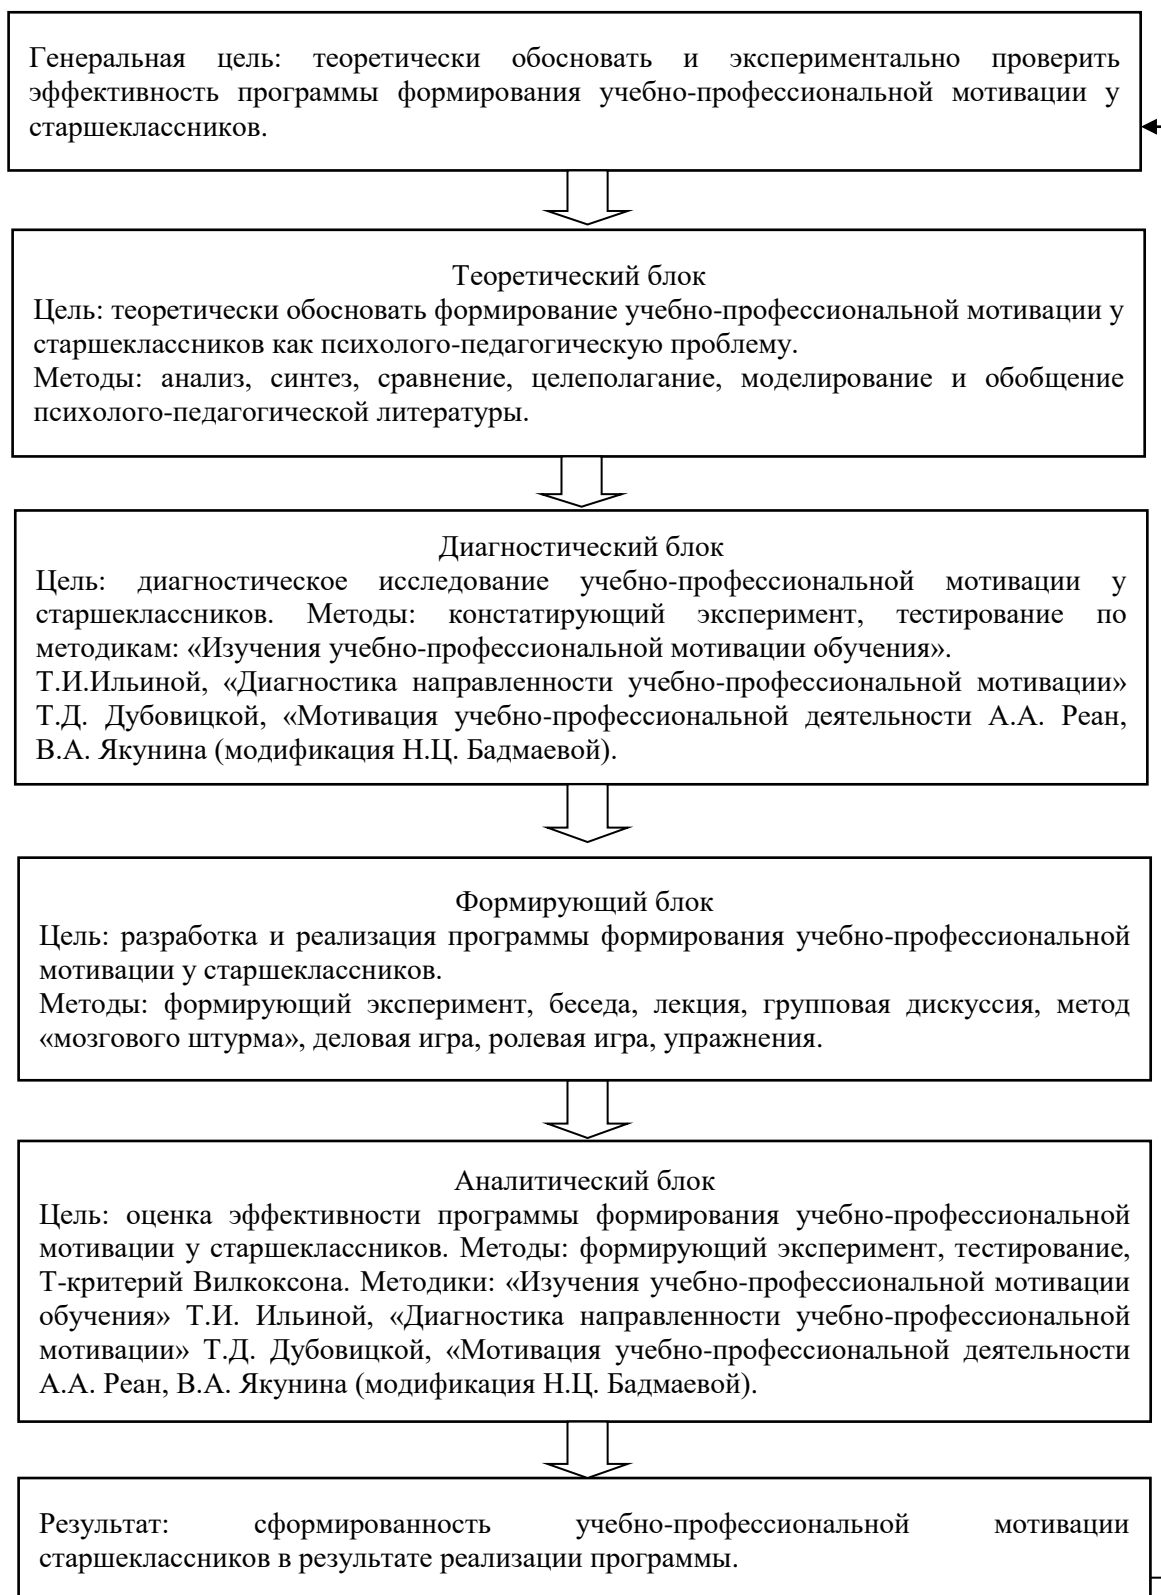 Генеральная цель: теоретически обосновать и экспериментально проверить
эффективность программы формирования учебно-профессиональной мотивации у
старшеклассников.
Теоретический блок
Цель: теоретически обосновать формирование учебно-профессиональной мотивации у
старшеклассников как психолого-педагогическую проблему.
Методы: анализ, синтез, сравнение, целеполагание, моделирование и обобщение
психолого-педагогической литературы.
Диагностический блок
Цель: диагностическое исследование учебно-профессиональной мотивации у
старшеклассников. Методы: констатирующий эксперимент, тестирование по
методикам: «Изучения учебно-профессиональной мотивации обучения».
Т.И.Ильиной, «Диагностика направленности учебно-профессиональной мотивации»
Т.Д. Дубовицкой, «Мотивация учебно-профессиональной деятельности А.А. Реан,
В.А. Якунина (модификация Н.Ц. Бадмаевой).
Формирующий блок
Цель: разработка и реализация программы формирования учебно-профессиональной
мотивации у старшеклассников.
Методы: формирующий эксперимент, беседа, лекция, групповая дискуссия, метод
«мозгового штурма», деловая игра, ролевая игра, упражнения.
Аналитический блок
Цель: оценка эффективности программы формирования учебно-профессиональной
мотивации у старшеклассников. Методы: формирующий эксперимент, тестирование,
Т-критерий Вилкоксона. Методики: «Изучения учебно-профессиональной мотивации
обучения» Т.И. Ильиной, «Диагностика направленности учебно-профессиональной
мотивации» Т.Д. Дубовицкой, «Мотивация учебно-профессиональной деятельности
А.А. Реан, В.А. Якунина (модификация Н.Ц. Бадмаевой).
Результат: сформированность учебно-профессиональной мотивации
старшеклассников в результате реализации программы.